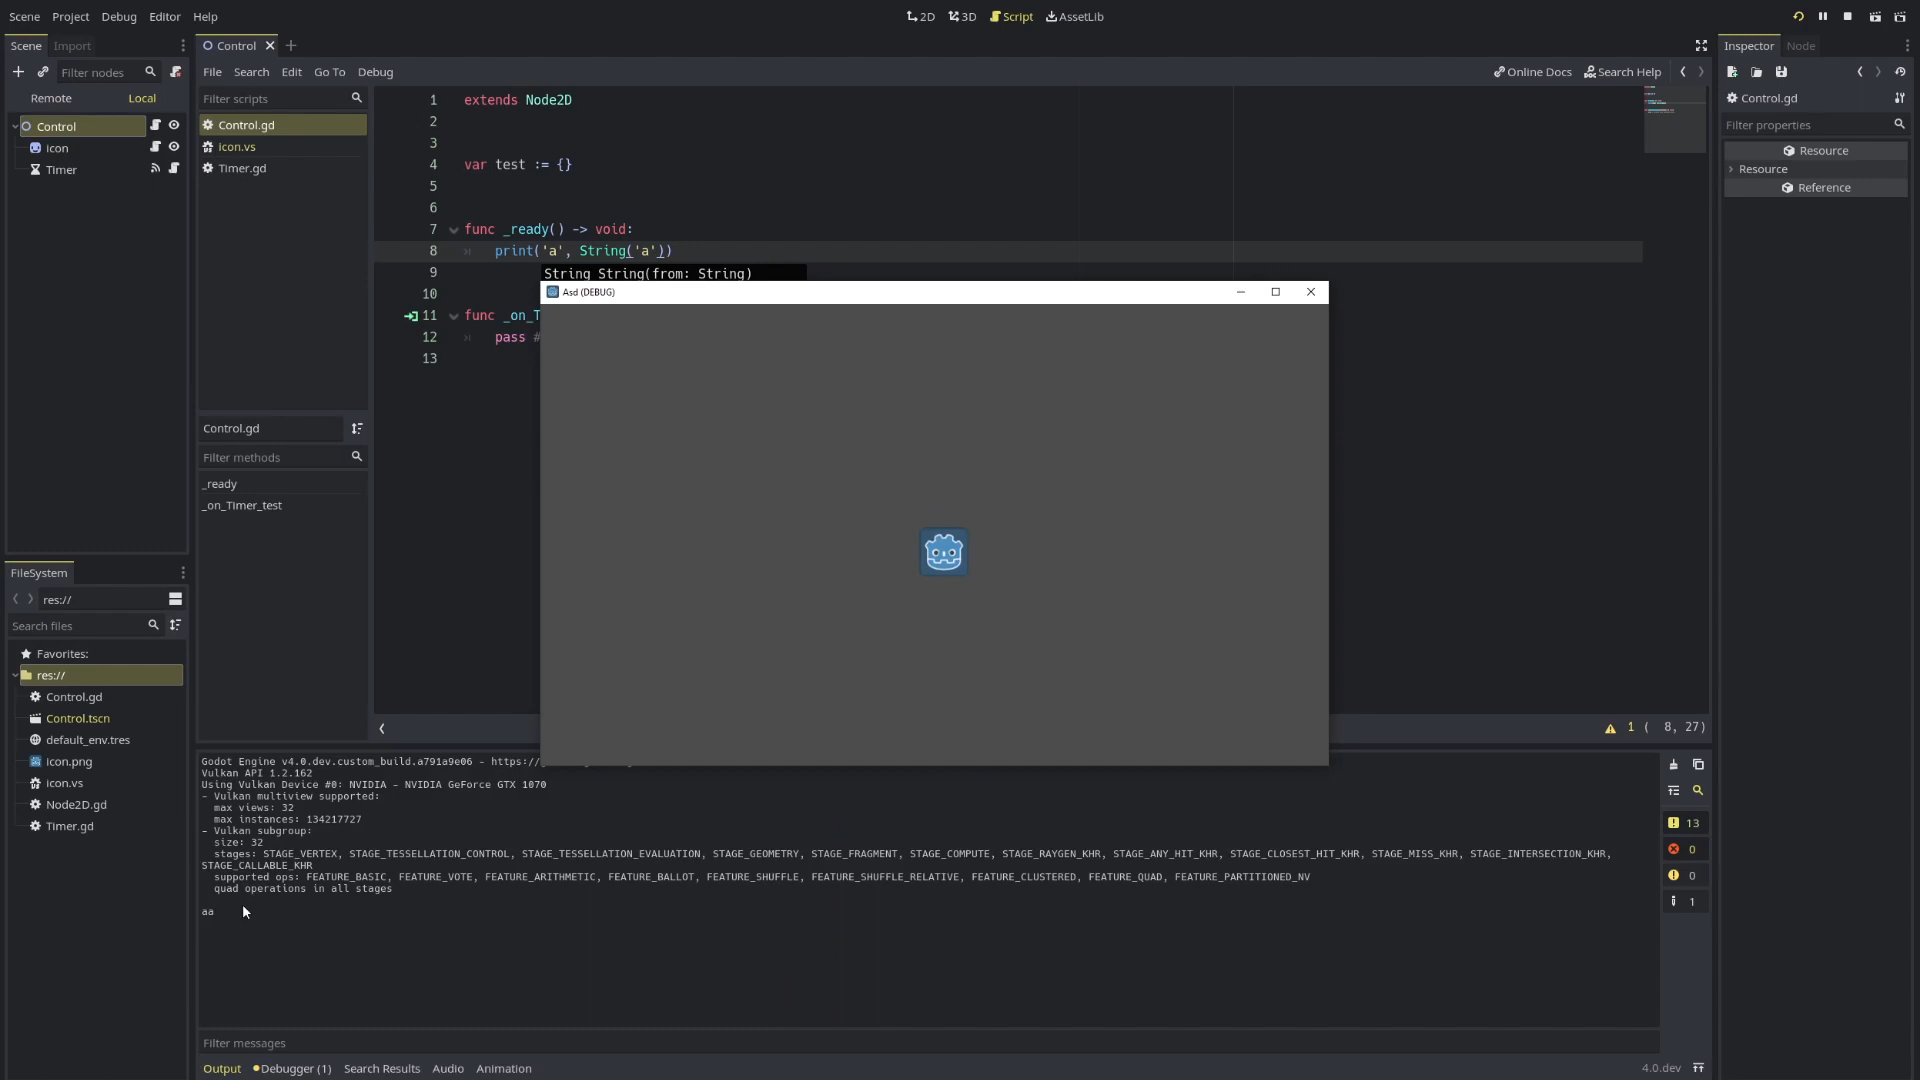 Scene Project Debug Editor Help
2D 3D Script AssetLib
Scene Import
Filter nodes
Remote Local
Control
icon
Timer
Control
File Search Edit Go To Debug
Online Docs Search Help
Filter scripts
Control.gd
icon.vs
Timer.gd
Control.gd
Filter methods
_ready
_on_Timer_test
1 extends Node2D
2
3
4 var test := {}
5
6
7 func _ready() -> void:
8 print('a', String('a'))
9
String String(from: String)
10
11 func _on_T
12 pass #
13
Asd (DEBUG)
1 ( 8, 27)
Inspector Node
Control.gd
Filter properties
Resource
Resource
Reference
FileSystem
res://
Search files
Favorites:
res://
Control.gd
Control.tscn
default_env.tres
icon.png
icon.vs
Node2D.gd
Timer.gd
Godot Engine v4.0.dev.custom_build.a791a9e06 - https://
Vulkan API 1.2.162
Using Vulkan Device #0: NVIDIA - NVIDIA GeForce GTX 1070
- Vulkan multiview supported:
max views: 32
max instances: 134217727
- Vulkan subgroup:
size: 32
stages: STAGE_VERTEX, STAGE_TESSELLATION_CONTROL, STAGE_TESSELLATION_EVALUATION, STAGE_GEOMETRY, STAGE_FRAGMENT, STAGE_COMPUTE, STAGE_RAYGEN_KHR, STAGE_ANY_HIT_KHR, STAGE_CLOSEST_HIT_KHR, STAGE_MISS_KHR, STAGE_INTERSECTION_KHR,
STAGE_CALLABLE_KHR
supported ops: FEATURE_BASIC, FEATURE_VOTE, FEATURE_ARITHMETIC, FEATURE_BALLOT, FEATURE_SHUFFLE, FEATURE_SHUFFLE_RELATIVE, FEATURE_CLUSTERED, FEATURE_QUAD, FEATURE_PARTITIONED_NV
quad operations in all stages
aa
13
0
0
1
Filter messages
Output Debugger (1) Search Results Audio Animation
4.0.dev